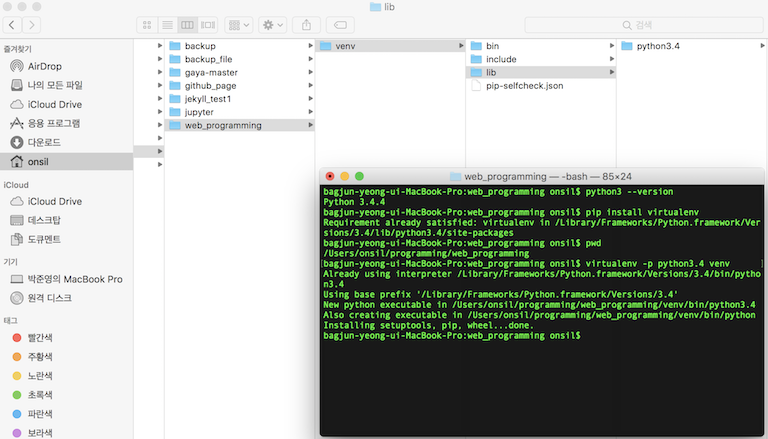 lib
검색
즐겨찾기
AirDrop
나의 모든 파일
iCloud Drive
응용 프로그램
다운로드
onsil
iCloud
iCloud Drive
데스크탑
도큐멘트
기기
박준영의 MacBook Pro
원격 디스크
태그
빨간색
주황색
노란색
초록색
파란색
보라색
backup
backup_file
gaya-master
github_page
jekyll_test1
jupyter
web_programming
venv
bin
include
lib
pip-selfcheck.json
python3.4
web_programming — -bash — 85×24
bagjun-yeong-ui-MacBook-Pro:web_programming onsil$ python3 --version
Python 3.4.4
bagjun-yeong-ui-MacBook-Pro:web_programming onsil$ pip install virtualenv
Requirement already satisfied: virtualenv in /Library/Frameworks/Python.framework/Ver
sions/3.4/lib/python3.4/site-packages
bagjun-yeong-ui-MacBook-Pro:web_programming onsil$ pwd
/Users/onsil/programming/web_programming
[bagjun-yeong-ui-MacBook-Pro:web_programming onsil$ virtualenv -p python3.4 venv ]
Already using interpreter /Library/Frameworks/Python.framework/Versions/3.4/bin/pytho
n3.4
Using base prefix '/Library/Frameworks/Python.framework/Versions/3.4'
New python executable in /Users/onsil/programming/web_programming/venv/bin/python3.4
Also creating executable in /Users/onsil/programming/web_programming/venv/bin/python
Installing setuptools, pip, wheel...done.
bagjun-yeong-ui-MacBook-Pro:web_programming onsil$